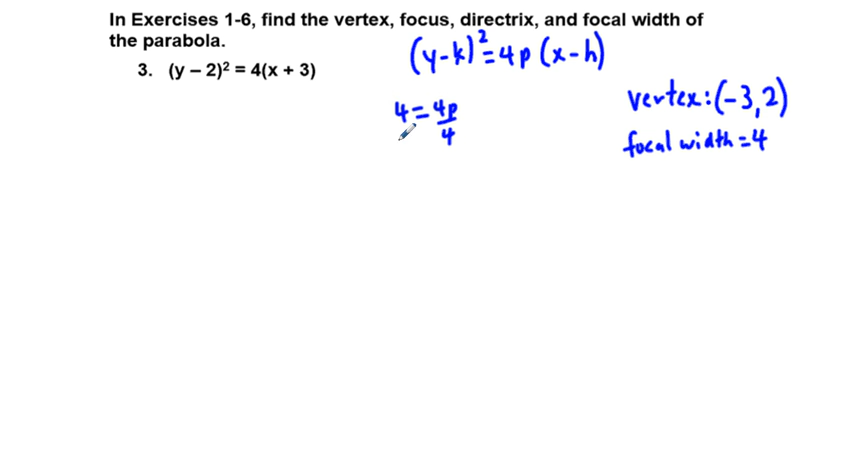 In Exercises 1-6, find the vertex, focus, directrix, and focal width of
the parabola.
(y-k)²=4p(x-h)
3. (y – 2)² = 4(x + 3)
4=4p/4
vertex:(-3,2)
focal width=4